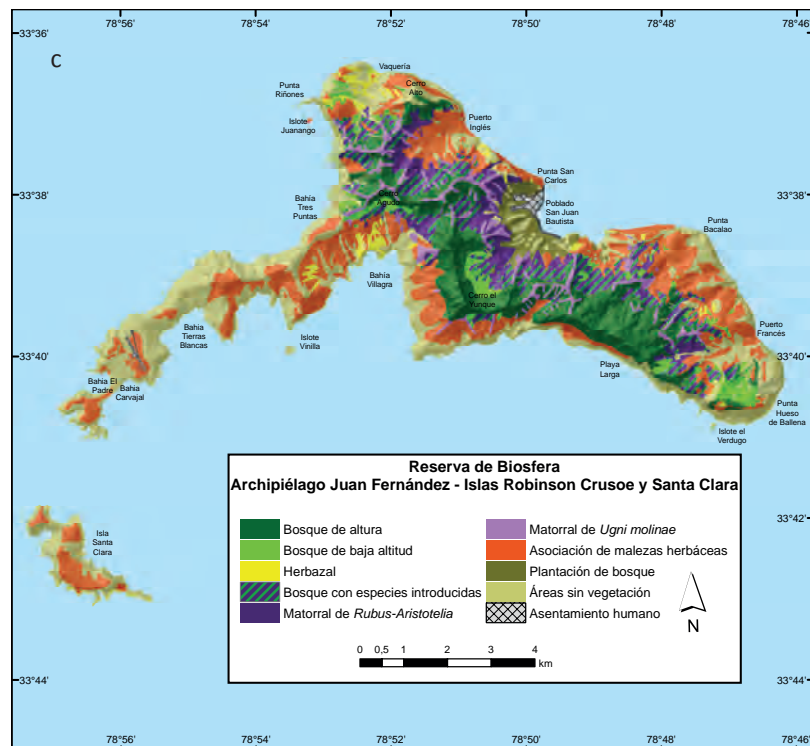 78°56' 78°54' 78°52' 78°50' 78°48' 78°46'
33°36' 33°36'
C
Vaquería
Punta
Riñones
Cerro
Alto
Islote
Juanango
Puerto
Inglés
Punta San
Carlos
33°38' 33°38'
Bahía
Tres
Puntas
Cerro
Agudo
Poblado
San Juan
Bautista
Punta
Bacalao
Bahía
Villagra
Cerro el
Yunque
Bahia
Tierras
Blancas
Islote
Vinilla
Puerto
Francés
33°40' 33°40'
Playa
Larga
Bahia El
Padre
Bahia
Carvajal
Punta
Hueso
de Ballena
Islote el
Verdugo
Reserva de Biosfera
Archipiélago Juan Fernández - Islas Robinson Crusoe y Santa Clara
33°42' 33°42'
Isla
Santa
Clara
Bosque de altura
Bosque de baja altitud
Herbazal
Bosque con especies introducidas
Matorral de Rubus-Aristotelia
Matorral de Ugni molinae
Asociación de malezas herbáceas
Plantación de bosque
Áreas sin vegetación
Asentamiento humano
N
0 0,5 1 2 3 4
km
33°44' 33°44'
78°56' 78°54' 78°52' 78°50' 78°48' 78°46'